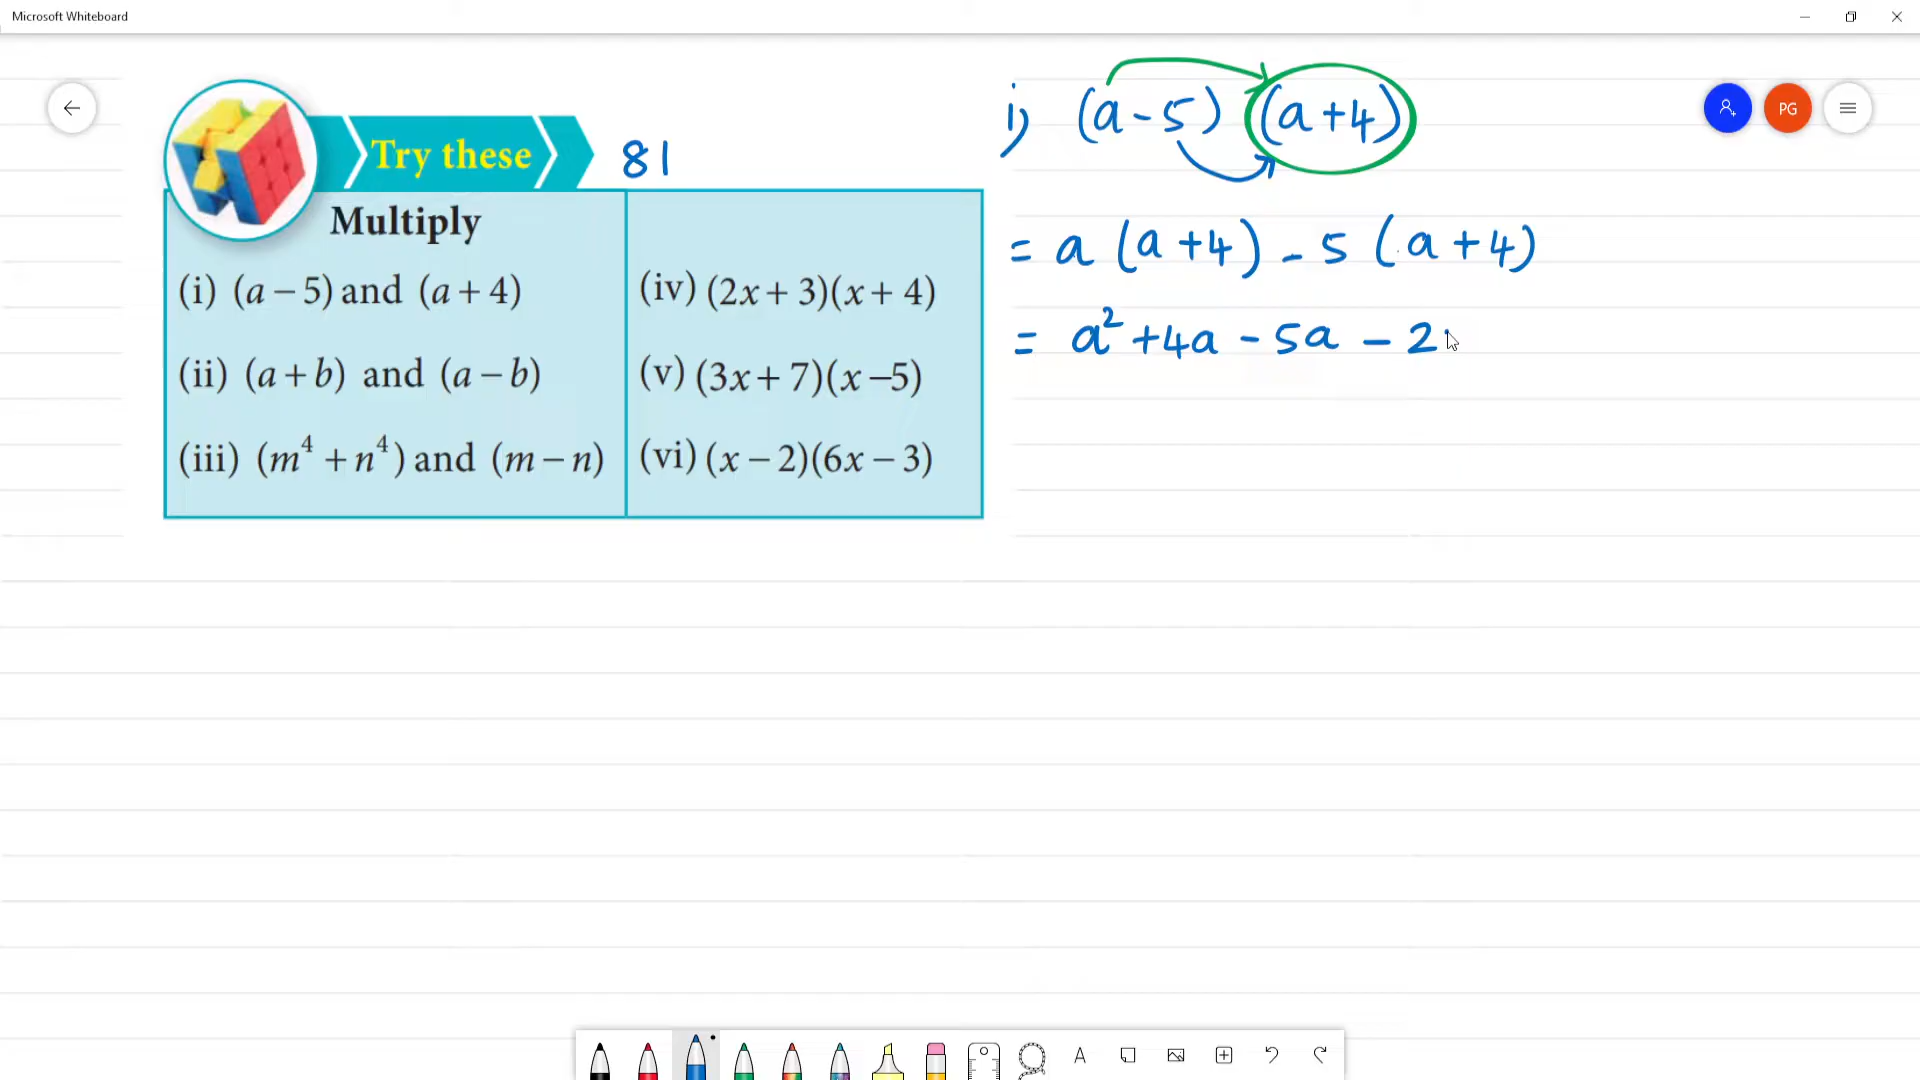 Microsoft Whiteboard
Try these
81
Multiply
(i) (a − 5) and (a + 4)
(ii) (a + b) and (a − b)
(iii) (m⁴ + n⁴) and (m − n)
(iv) (2x + 3)(x + 4)
(v) (3x + 7)(x −5)
(vi) (x − 2)(6x − 3)
i) (a - 5) (a + 4)
= a (a + 4) - 5 (a + 4)
= a² + 4a - 5a - 2
PG
A